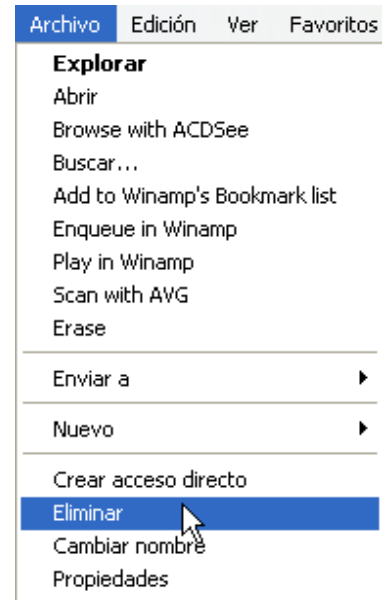 Archivo Edición Ver Favoritos
Explorar
Abrir
Browse with ACDSee
Buscar...
Add to Winamp's Bookmark list
Enqueue in Winamp
Play in Winamp
Scan with AVG
Erase
Enviar a
Nuevo
Crear acceso directo
Eliminar
Cambiar nombre
Propiedades